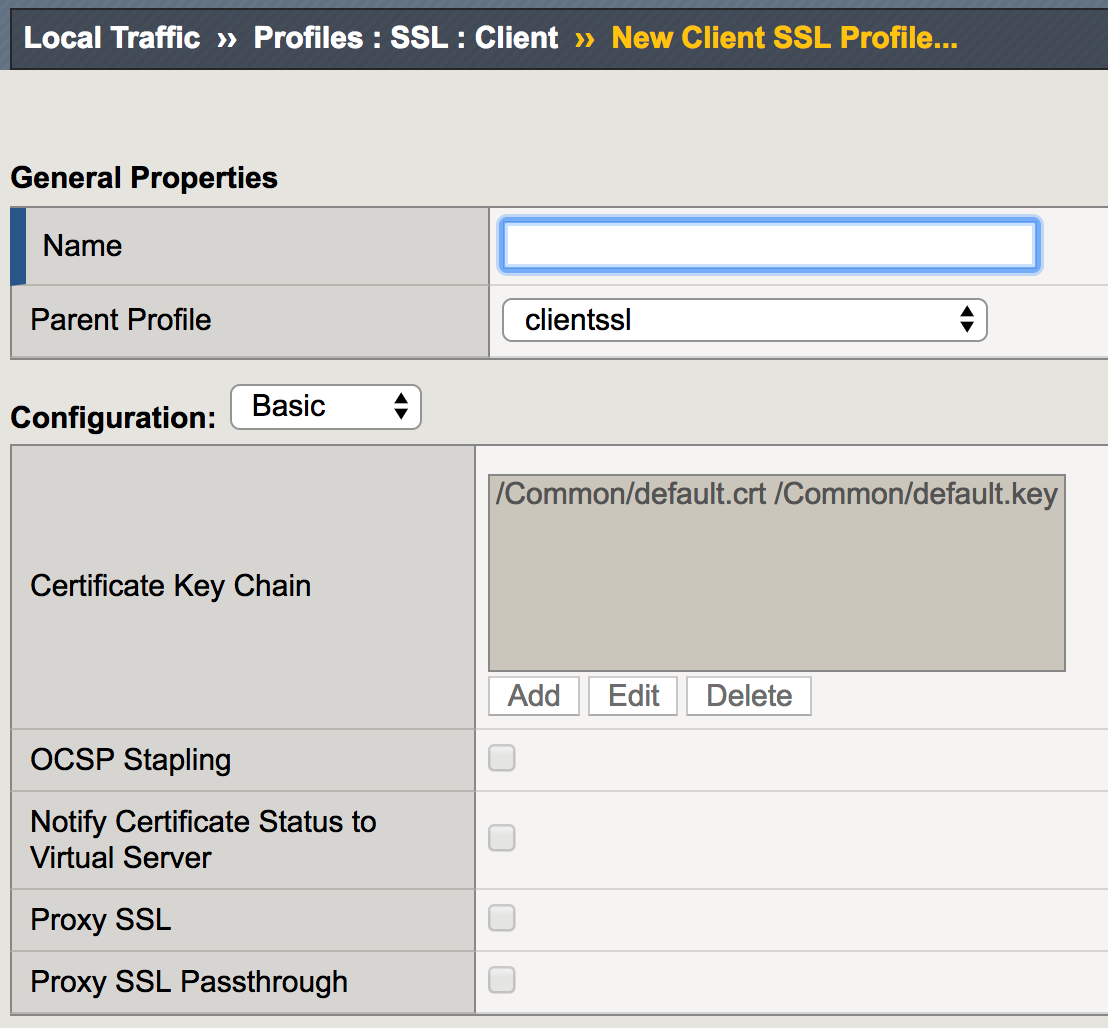 Local Traffic ›› Profiles : SSL : Client ›› New Client SSL Profile...
General Properties
Name
Parent Profile clientssl
Configuration: Basic
/Common/default.crt /Common/default.key
Certificate Key Chain
Add Edit Delete
OCSP Stapling
Notify Certificate Status to
Virtual Server
Proxy SSL
Proxy SSL Passthrough